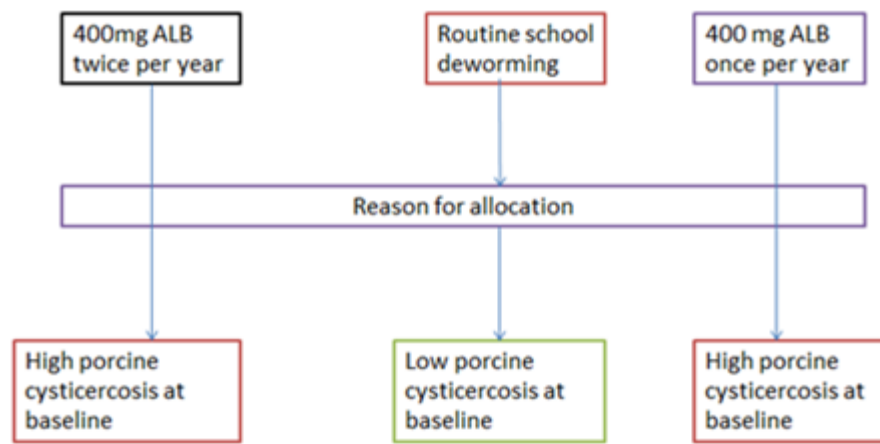 400mg ALB
twice per year
Routine school
deworming
400 mg ALB
once per year
Reason for allocation
High porcine
cysticercosis at
baseline
Low porcine
cysticercosis at
baseline
High porcine
cysticercosis at
baseline